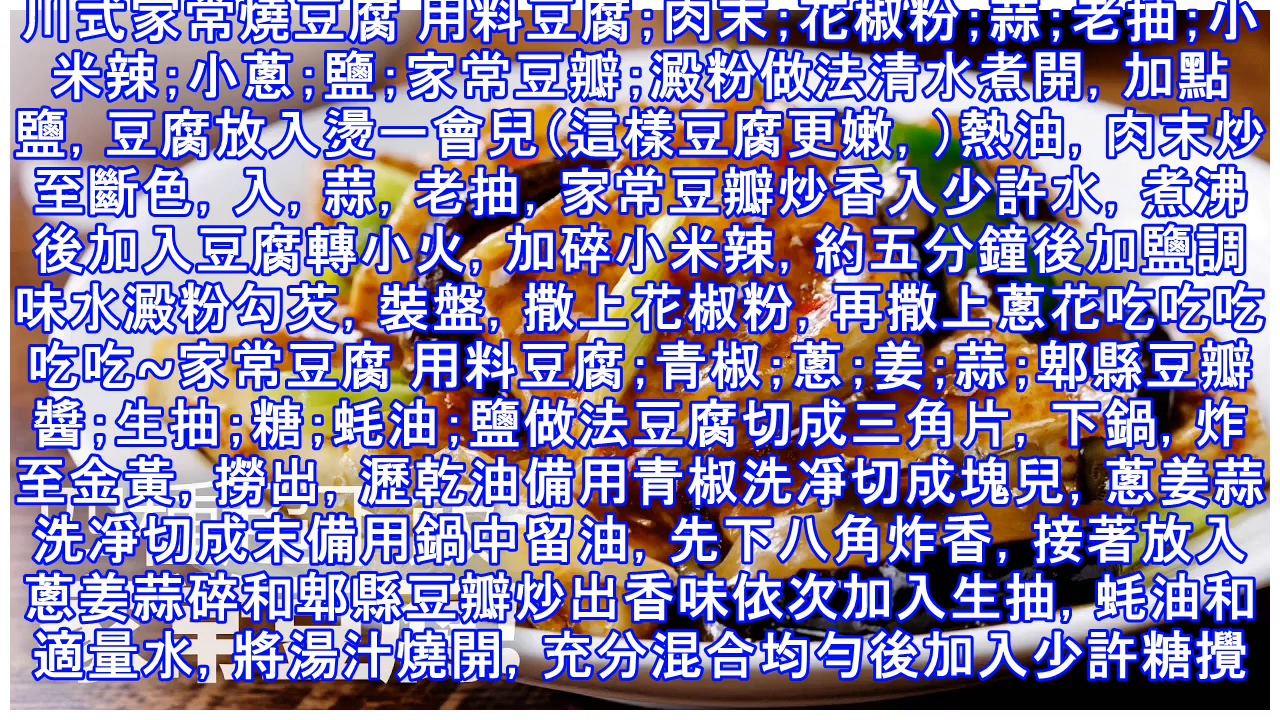 川式家常燒豆腐 用料豆腐;肉末;花椒粉;蒜;老抽;小
米辣;小蔥;鹽;家常豆瓣;澱粉做法清水煮開, 加點
鹽, 豆腐放入燙一會兒(這樣豆腐更嫩, )熱油, 肉末炒
至斷色, 入, 蒜, 老抽, 家常豆瓣炒香入少許水, 煮沸
後加入豆腐轉小火, 加碎小米辣, 約五分鐘後加鹽調
味水澱粉勾芡, 裝盤, 撒上花椒粉, 再撒上蔥花吃吃吃
吃吃~家常豆腐 用料豆腐;青椒;蔥;姜;蒜;郫縣豆瓣
醬;生抽;糖;蚝油;鹽做法豆腐切成三角片, 下鍋, 炸
至金黃, 撈出, 瀝乾油備用青椒洗凈切成塊兒, 蔥姜蒜
洗凈切成末備用鍋中留油, 先下八角炸香, 接著放入
蔥姜蒜碎和郫縣豆瓣炒出香味依次加入生抽, 蚝油和
適量水, 將湯汁燒開, 充分混合均勻後加入少許糖攪